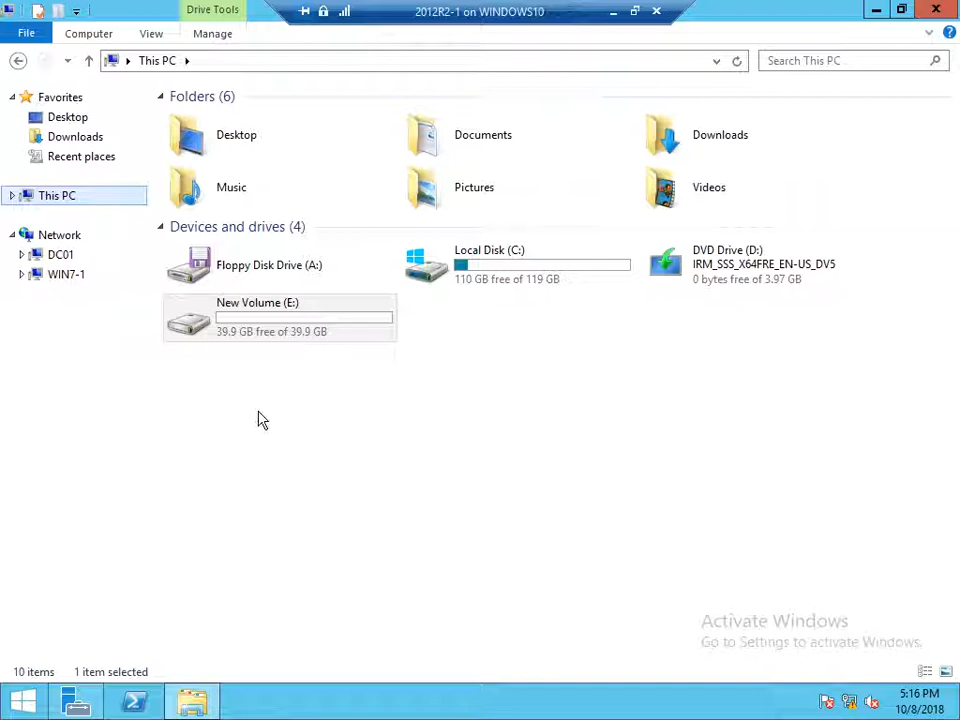 Drive Tools
2012R2-1 on WINDOWS10
File
Computer
View
Manage
This PC
Search This PC
Favorites
Desktop
Downloads
Recent places
This PC
Network
DC01
WIN7-1
Folders (6)
Desktop
Documents
Downloads
Music
Pictures
Videos
Devices and drives (4)
Floppy Disk Drive (A:)
Local Disk (C:)
110 GB free of 119 GB
DVD Drive (D:)
IRM_SSS_X64FRE_EN-US_DV5
0 bytes free of 3.97 GB
New Volume (E:)
39.9 GB free of 39.9 GB
Activate Windows
Go to Settings to activate Windows.
10 items
1 item selected
5:16 PM
10/8/2018